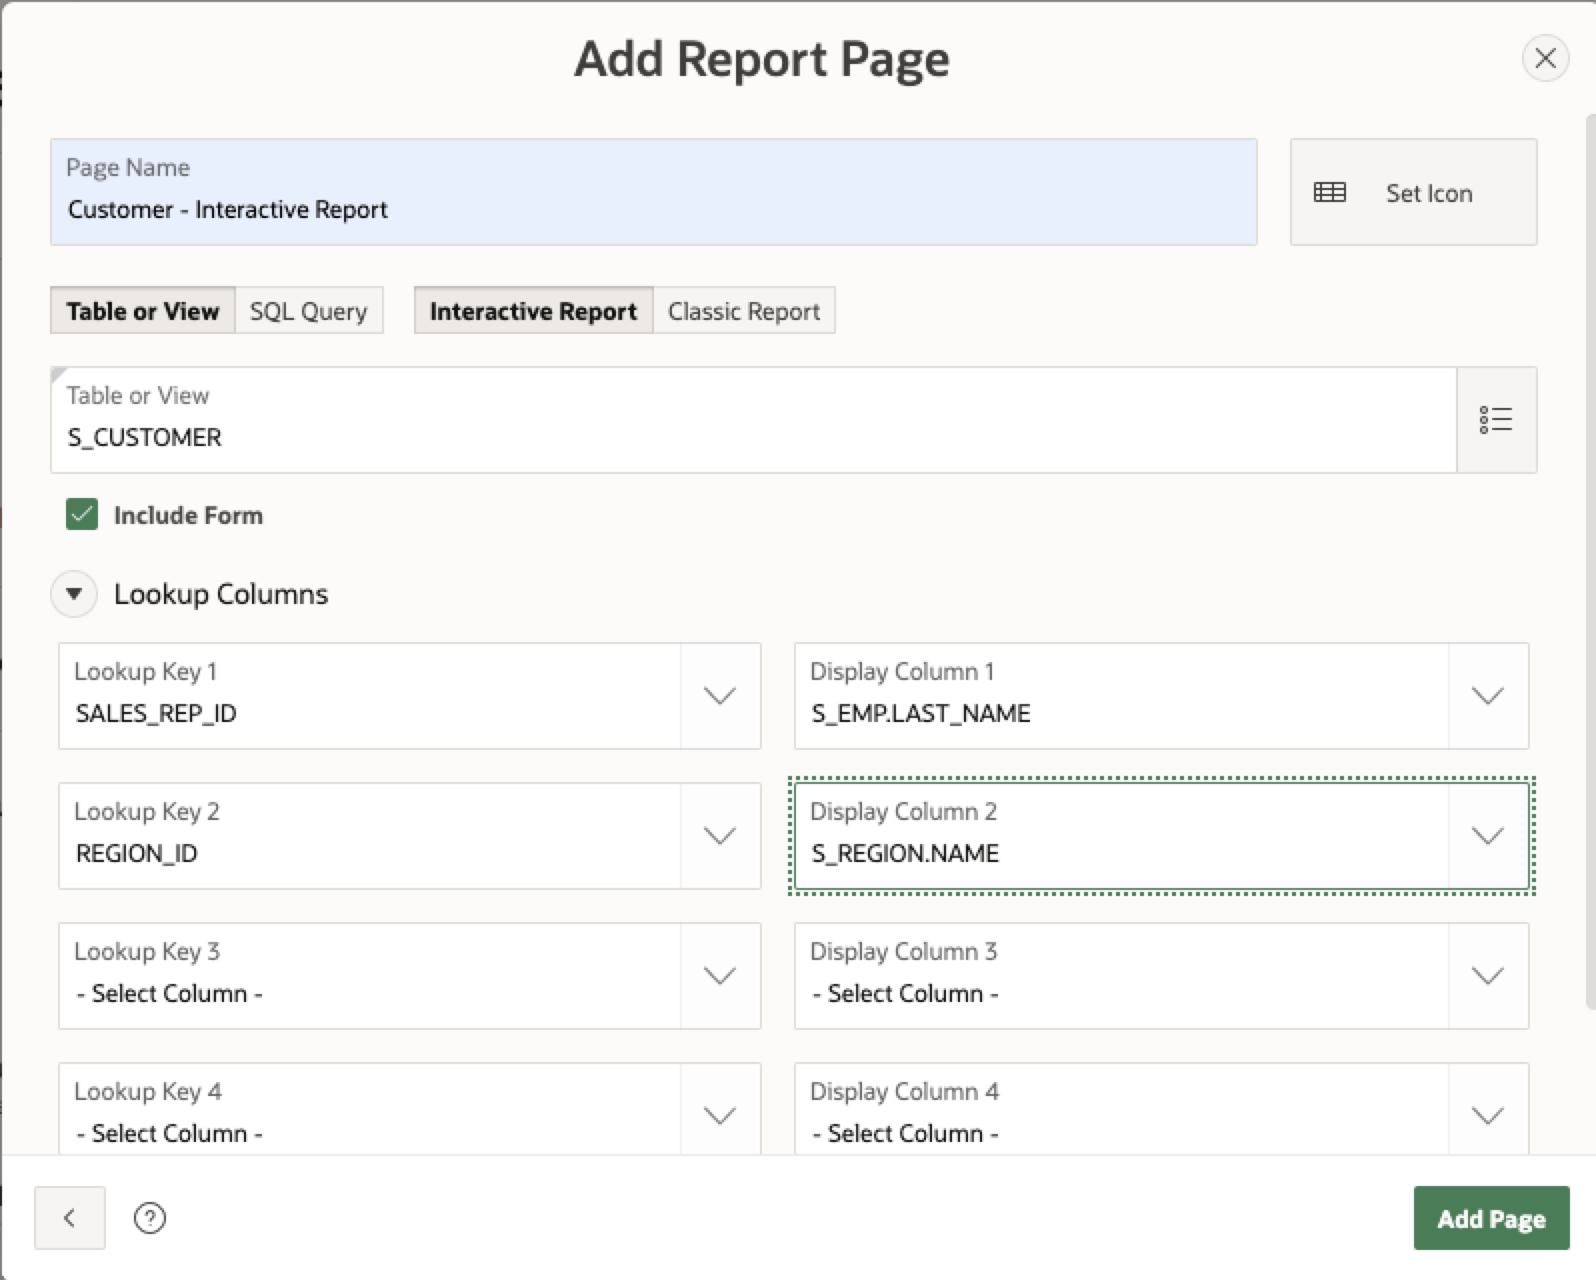 Add Report Page
Page Name
Customer - Interactive Report
Set Icon
Table or View
SQL Query
Interactive Report
Classic Report
Table or View
S_CUSTOMER
Include Form
Lookup Columns
Lookup Key 1
SALES_REP_ID
Display Column 1
S_EMP.LAST_NAME
Lookup Key 2
REGION_ID
Display Column 2
S_REGION.NAME
Lookup Key 3
- Select Column -
Display Column 3
- Select Column -
Lookup Key 4
- Select Column -
Display Column 4
- Select Column -
Add Page